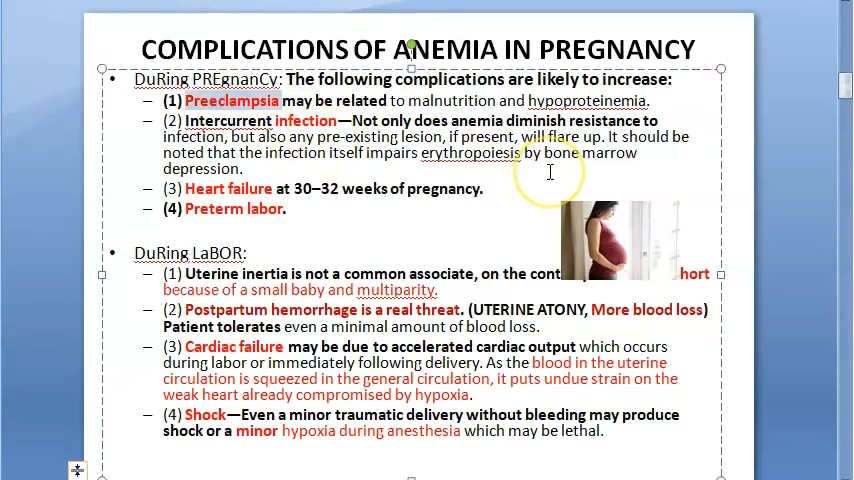 COMPLICATIONS OF ANEMIA IN PREGNANCY
• DuRing PREgnanCy: The following complications are likely to increase:
– (1) Preeclampsia may be related to malnutrition and hypoproteinemia.
– (2) Intercurrent infection—Not only does anemia diminish resistance to
infection, but also any pre-existing lesion, if present, will flare up. It should be
noted that the infection itself impairs erythropoiesis by bone marrow
depression.
– (3) Heart failure at 30–32 weeks of pregnancy.
– (4) Preterm labor.
• DuRing LaBOR:
– (1) Uterine inertia is not a common associate, on the hort
because of a small baby and multiparity.
– (2) Postpartum hemorrhage is a real threat. (UTERINE ATONY, More blood loss)
Patient tolerates even a minimal amount of blood loss.
– (3) Cardiac failure may be due to accelerated cardiac output which occurs
during labor or immediately following delivery. As the blood in the uterine
circulation is squeezed in the general circulation, it puts undue strain on the
weak heart already compromised by hypoxia.
– (4) Shock—Even a minor traumatic delivery without bleeding may produce
shock or a minor hypoxia during anesthesia which may be lethal.